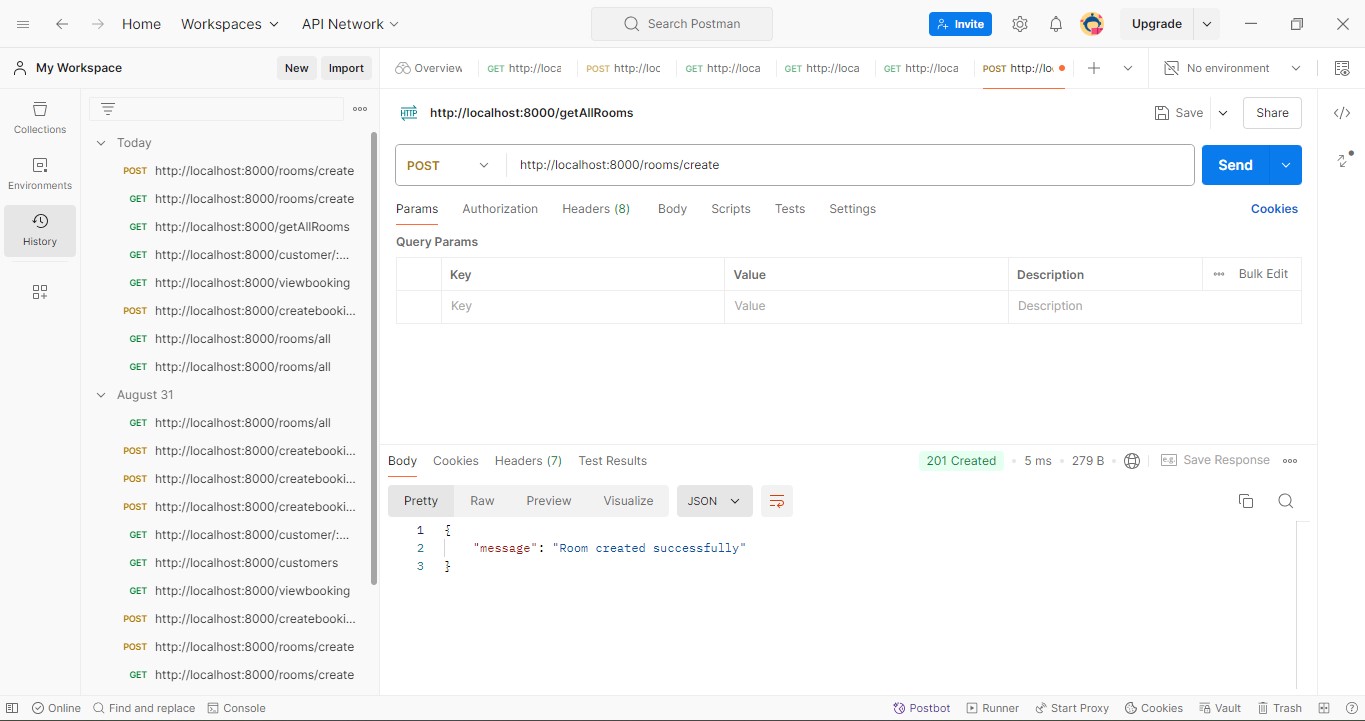 Home Workspaces API Network Search Postman Invite Upgrade
My Workspace New Import Overview GET http://loca POST http://loc GET http://loca GET http://loca GET http://loca POST http://lo No environment
Collections
Environments
History
Today
POST http://localhost:8000/rooms/create
GET http://localhost:8000/rooms/create
GET http://localhost:8000/getAllRooms
GET http://localhost:8000/customer/:...
GET http://localhost:8000/viewbooking
POST http://localhost:8000/createbooki...
GET http://localhost:8000/rooms/all
GET http://localhost:8000/rooms/all
August 31
GET http://localhost:8000/rooms/all
POST http://localhost:8000/createbooki...
POST http://localhost:8000/createbooki...
POST http://localhost:8000/createbooki...
GET http://localhost:8000/customer/:...
GET http://localhost:8000/customers
GET http://localhost:8000/viewbooking
POST http://localhost:8000/createbooki...
POST http://localhost:8000/rooms/create
GET http://localhost:8000/rooms/create
HTTP http://localhost:8000/getAllRooms Save Share
POST http://localhost:8000/rooms/create Send
Params Authorization Headers (8) Body Scripts Tests Settings Cookies
Query Params
Key Value Description Bulk Edit
Key Value Description
Body Cookies Headers (7) Test Results 201 Created 5 ms 279 B e.g. Save Response
Pretty Raw Preview Visualize JSON
1 {
2 "message": "Room created successfully"
3 }
Online Find and replace Console Postbot Runner Start Proxy Cookies Vault Trash